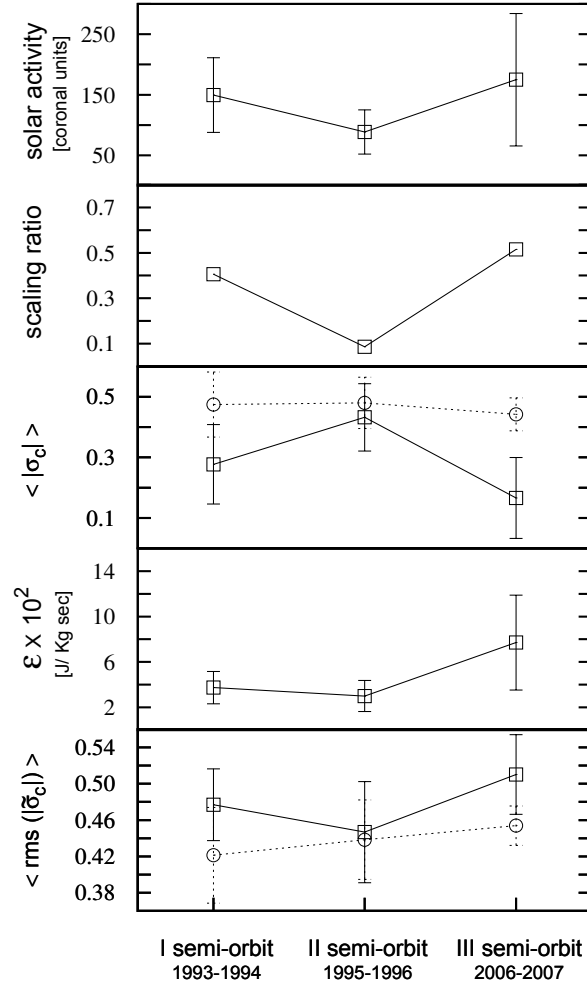 solar activity
[coronal units]
250
150
50
scaling ratio
0.7
0.5
0.3
0.1
< |σc| >
0.5
0.3
0.1
ε x 10²
[J/ Kg sec]
14
10
6
2
< rms (|σ̃c|) >
0.54
0.50
0.46
0.42
0.38
I semi-orbit II semi-orbit III semi-orbit
1993-1994 1995-1996 2006-2007